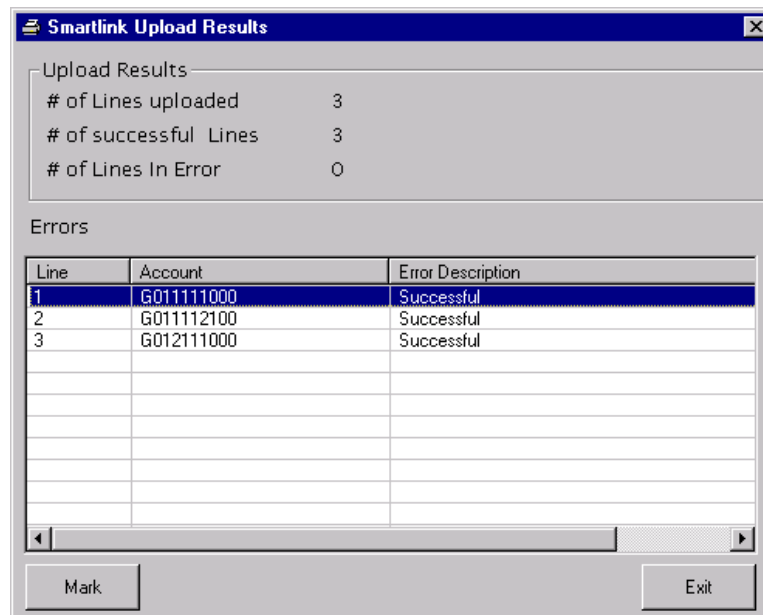 Smartlink Upload Results
Upload Results
# of Lines uploaded 3
# of successful Lines 3
# of Lines In Error 0
Errors
Line Account Error Description
1 G011111000 Successful
2 G011112100 Successful
3 G012111000 Successful
Mark Exit